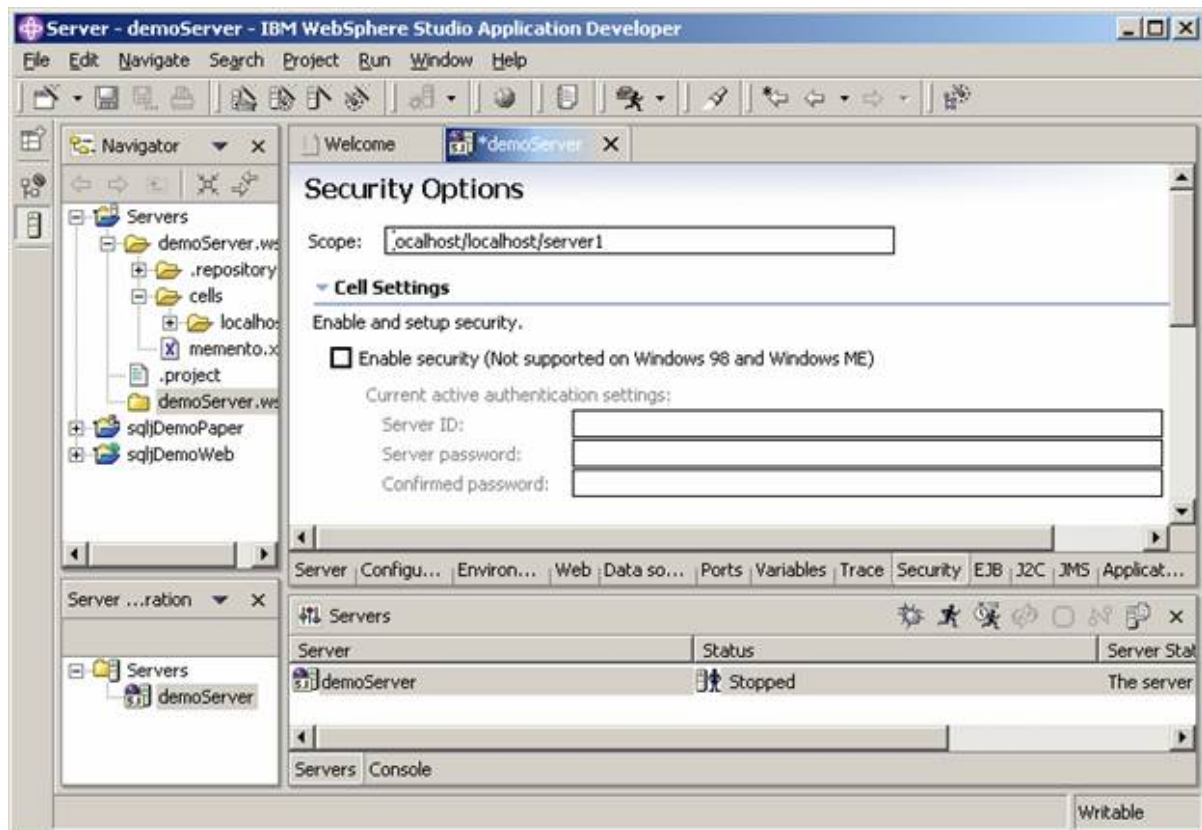 Server - demoServer - IBM WebSphere Studio Application Developer
File Edit Navigate Search Project Run Window Help
Navigator
Servers
demoServer.ws
.repository
cells
localhos
memento.x
.project
demoServer.ws
sqljDemoPaper
sqljDemoWeb
Welcome
*demoServer
Security Options
Scope: ocalhost/localhost/server1
Cell Settings
Enable and setup security.
Enable security (Not supported on Windows 98 and Windows ME)
Current active authentication settings:
Server ID:
Server password:
Confirmed password:
Server Configu... Environ... Web Data so... Ports Variables Trace Security EJB J2C JMS Applicat...
Server ...ration
Servers
demoServer
Servers
Server Status Server Stat
demoServer Stopped The server
Servers Console
Writable